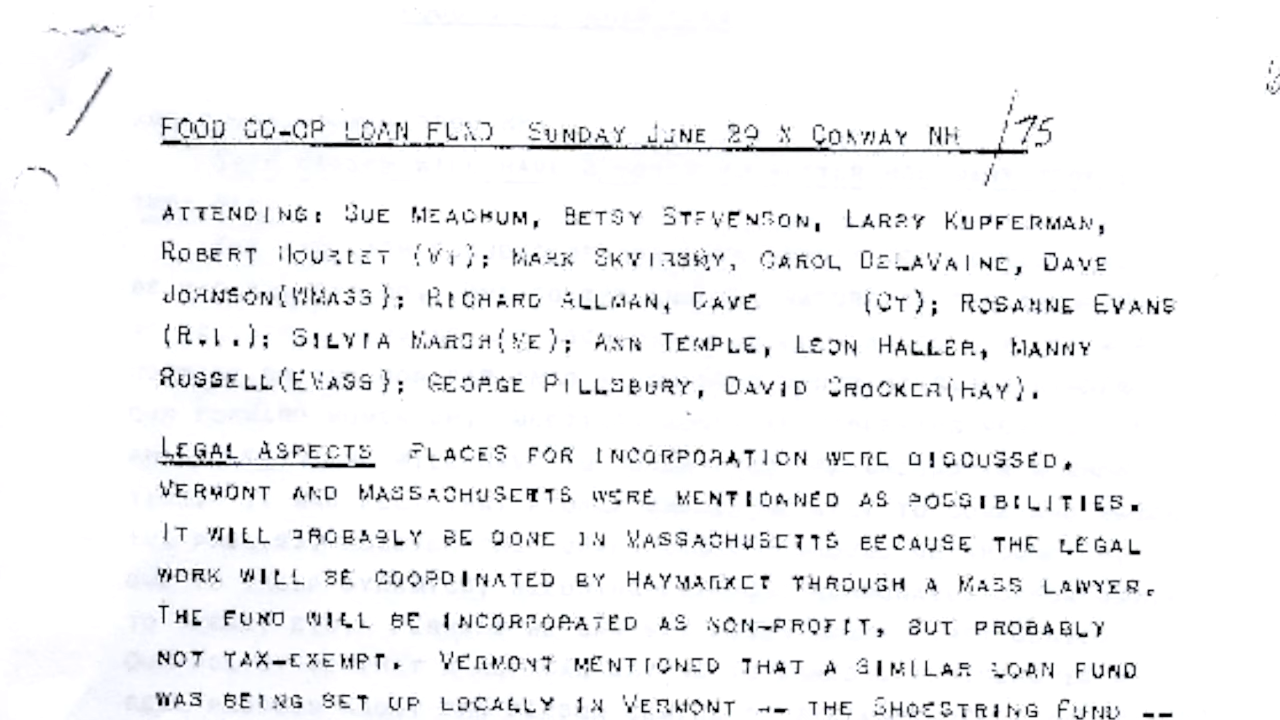 FOOD CO-OP LOAN FUND SUNDAY JUNE 29 X CONWAY NH /75
ATTENDING: SUE MEACHUM, BETSY STEVENSON, LARRY KUPFERMAN,
ROBERT HOURIET (VT); MARK SKVIRSKY, CAROL DELAVAINE, DAVE
JOHNSON(WMASS); RICHARD ALLMAN, DAVE (CT); ROSANNE EVANS
(R.I.); SILVIA MARSH(ME); ANN TEMPLE, LEON HALLER, MANNY
RUSSELL(EMASS); GEORGE PILLSBURY, DAVID CROCKER(HAY).
LEGAL ASPECTS PLACES FOR INCORPORATION WERE DISCUSSED.
VERMONT AND MASSACHUSETTS WERE MENTIONNED AS POSSIBILITIES.
IT WILL PROBABLY BE DONE IN MASSACHUSETTS BECAUSE THE LEGAL
WORK WILL BE COORDINATED BY HAYMARKET THROUGH A MASS LAWYER.
THE FUND WILL BE INCORPORATED AS NON-PROFIT, BUT PROBABLY
NOT TAX-EXEMPT. VERMONT MENTIONED THAT A SIMILAR LOAN FUND
WAS BEING SET UP LOCALLY IN VERMONT -- THE SHOESTRING FUND --